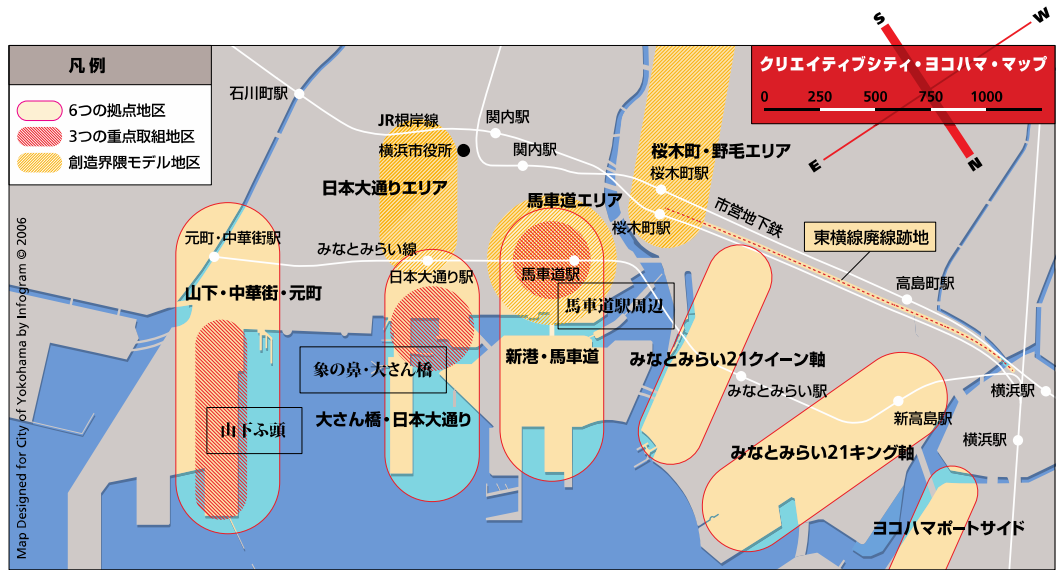 凡例
6つの拠点地区
3つの重点取組地区
創造界隈モデル地区
S
W
E
N
クリエイティブシティ・ヨコハマ・マップ
0 250 500 750 1000
石川町駅
JR根岸線
関内駅
横浜市役所
関内駅
桜木町・野毛エリア
桜木町駅
日本大通りエリア
馬車道エリア
桜木町駅
市営地下鉄
東横線廃線跡地
元町・中華街駅
みなとみらい線
日本大通り駅
馬車道駅
高島町駅
山下・中華街・元町
馬車道駅周辺
新港・馬車道
みなとみらい21クイーン軸
象の鼻・大さん橋
みなとみらい駅
横浜駅
大さん橋・日本大通り
新高島駅
山下ふ頭
横浜駅
みなとみらい21キング軸
ヨコハマポートサイド
Map Designed for City of Yokohama by Infogram © 2006